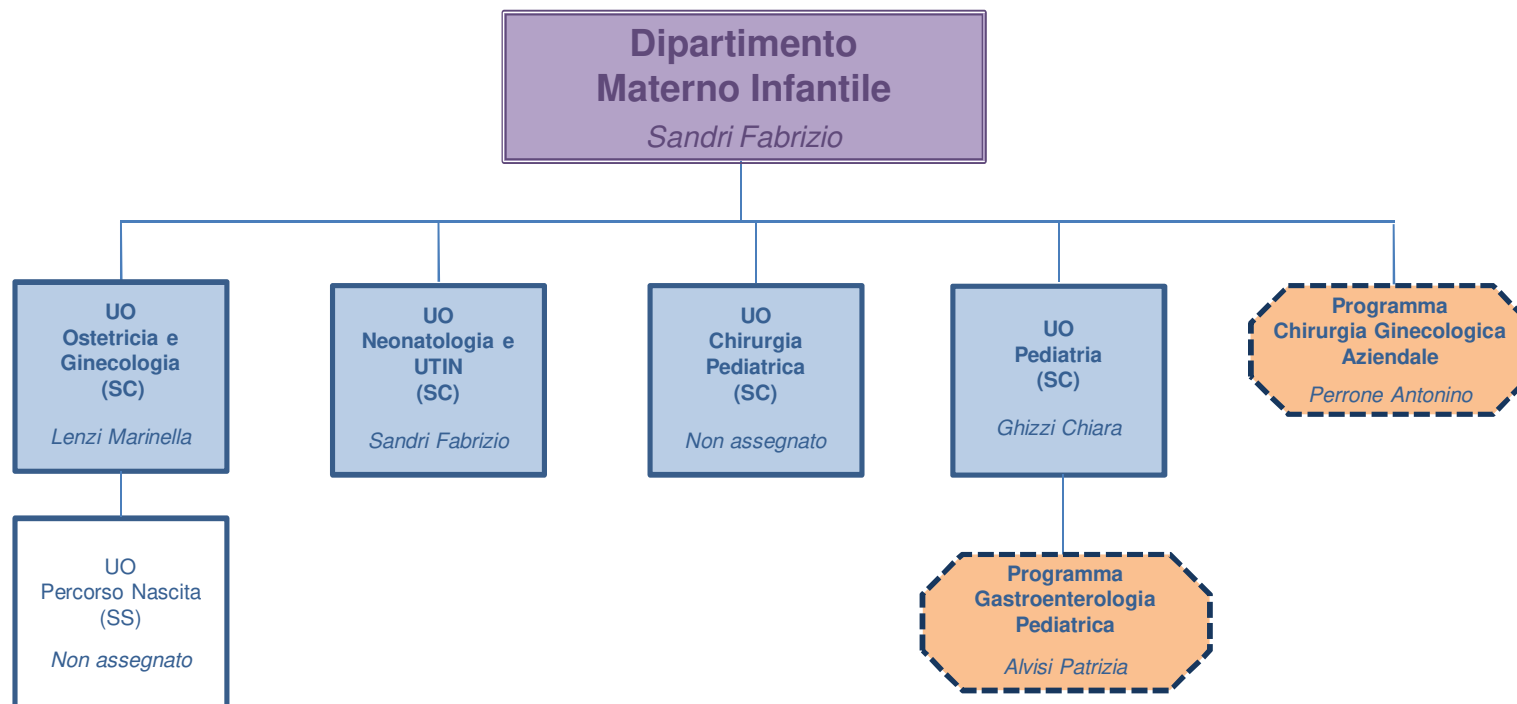 Dipartimento
Materno Infantile
Sandri Fabrizio
UO
Ostetricia e
Ginecologia
(SC)
Lenzi Marinella
UO
Neonatologia e
UTIN
(SC)
Sandri Fabrizio
UO
Chirurgia
Pediatrica
(SC)
Non assegnato
UO
Pediatria
(SC)
Ghizzi Chiara
Programma
Chirurgia Ginecologica
Aziendale
Perrone Antonino
UO
Percorso Nascita
(SS)
Non assegnato
Programma
Gastroenterologia
Pediatrica
Alvisi Patrizia